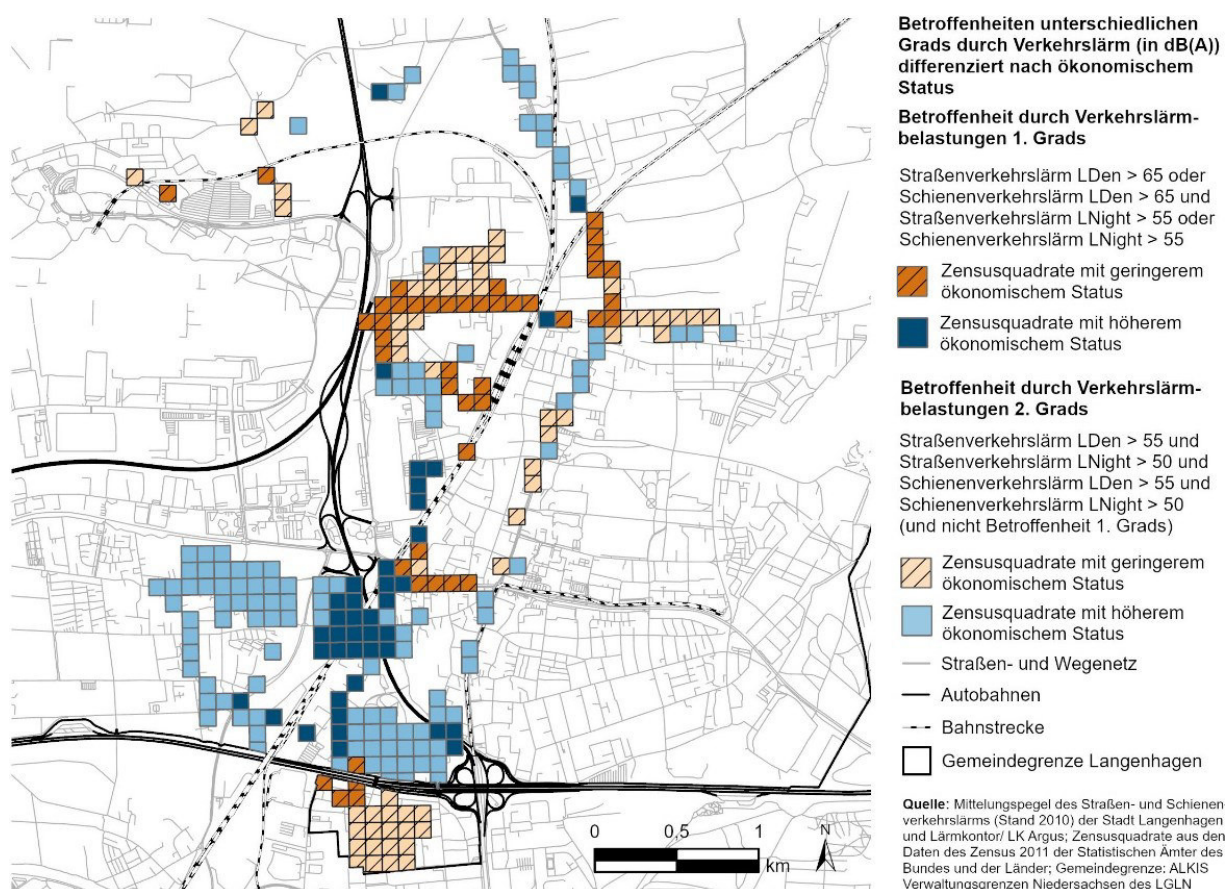 Betroffenheiten unterschiedlichen
Grads durch Verkehrslärm (in dB(A))
differenziert nach ökonomischem
Status
Betroffenheit durch Verkehrslärm-
belastungen 1. Grads
Straßenverkehrslärm LDen > 65 oder
Schienenverkehrslärm LDen > 65 und
Straßenverkehrslärm LNight > 55 oder
Schienenverkehrslärm LNight > 55
Zensusquadrate mit geringerem
ökonomischem Status
Zensusquadrate mit höherem
ökonomischem Status
Betroffenheit durch Verkehrslärm-
belastungen 2. Grads
Straßenverkehrslärm LDen > 55 und
Straßenverkehrslärm LNight > 50 und
Schienenverkehrslärm LDen > 55 und
Schienenverkehrslärm LNight > 50
(und nicht Betroffenheit 1. Grads)
Zensusquadrate mit geringerem
ökonomischem Status
Zensusquadrate mit höherem
ökonomischem Status
Straßen- und Wegenetz
Autobahnen
Bahnstrecke
Gemeindegrenze Langenhagen
Quelle: Mittelungspegel des Straßen- und Schienen-
verkehrslärms (Stand 2010) der Stadt Langenhagen
und Lärmkontor/ LK Argus; Zensusquadrate aus den
Daten des Zensus 2011 der Statistischen Ämter des
Bundes und der Länder; Gemeindegrenze: ALKIS
Verwaltungsgrenzen Niedersachsen des LGLN
0 0,5 1
km
N